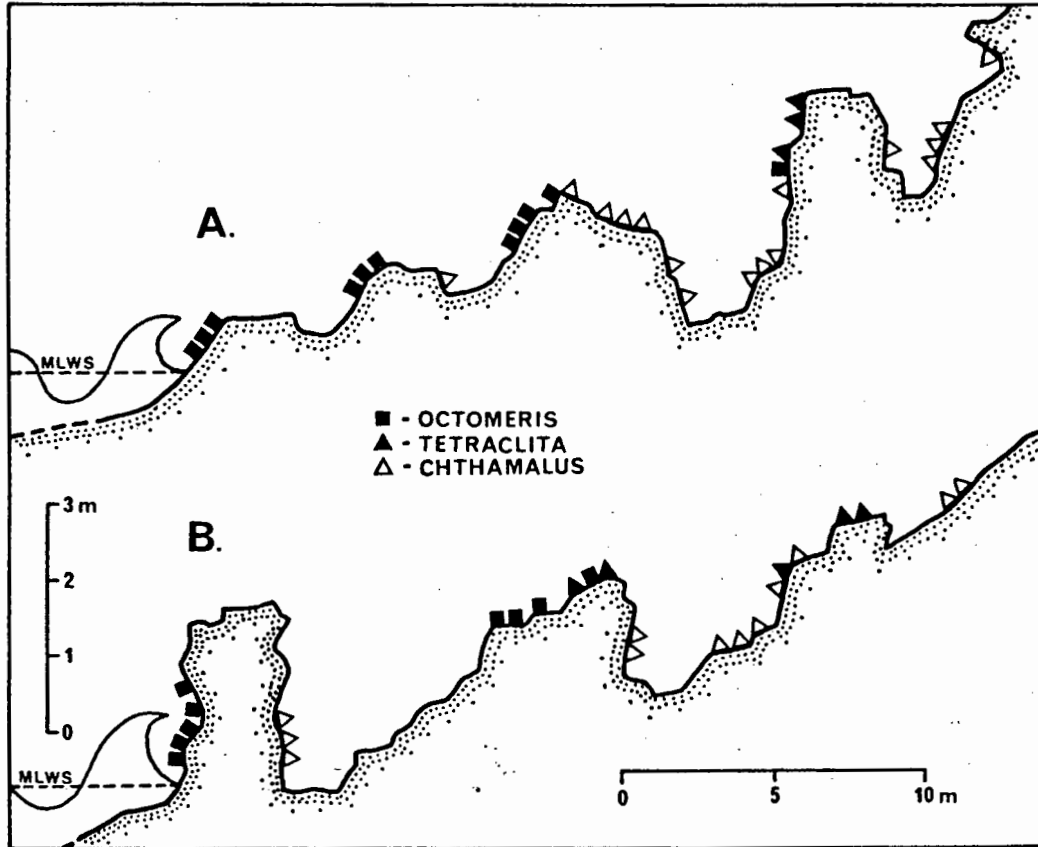 A.
MLWS
■ - OCTOMERIS
▲ - TETRACLITA
△ - CHTHAMALUS
3 m
2
1
0
B.
MLWS
0 5 10 m